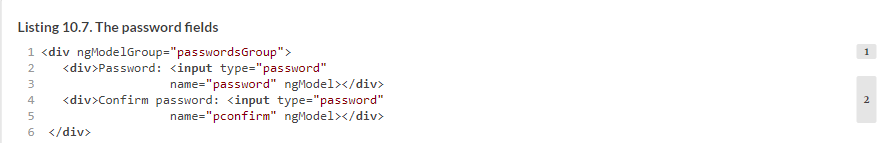 Listing 10.7. The password fields
1 <div ngModelGroup="passwordsGroup"> 1
2 <div>Password: <input type="password"
3 name="password" ngModel></div>
4 <div>Confirm password: <input type="password" 2
5 name="pconfirm" ngModel></div>
6 </div>